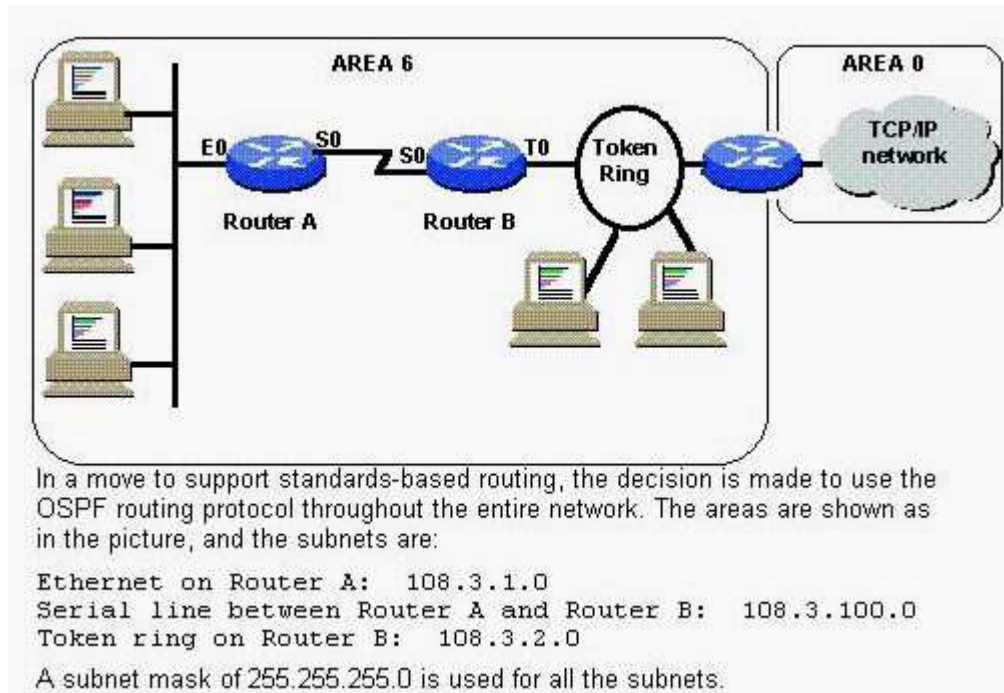 AREA 6
AREA 0
E0
S0
S0
T0
Token
Ring
TCP/IP
network
Router A
Router B
In a move to support standards-based routing, the decision is made to use the
OSPF routing protocol throughout the entire network. The areas are shown as
in the picture, and the subnets are:
Ethernet on Router A: 108.3.1.0
Serial line between Router A and Router B: 108.3.100.0
Token ring on Router B: 108.3.2.0
A subnet mask of 255.255.255.0 is used for all the subnets.